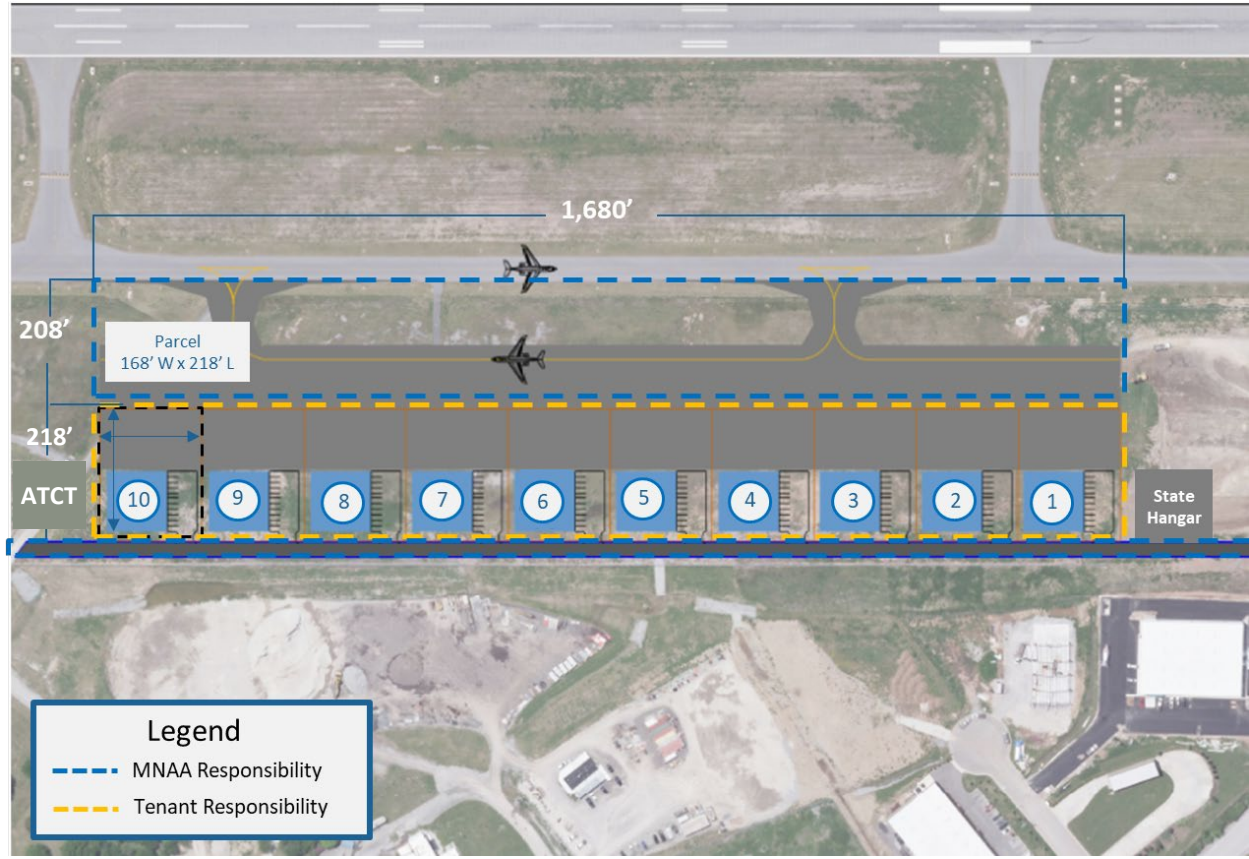 1,680’
208’
Parcel
168’ W x 218’ L
218’
ATCT
10
9
8
7
6
5
4
3
2
1
State
Hangar
Legend
MNAA Responsibility
Tenant Responsibility